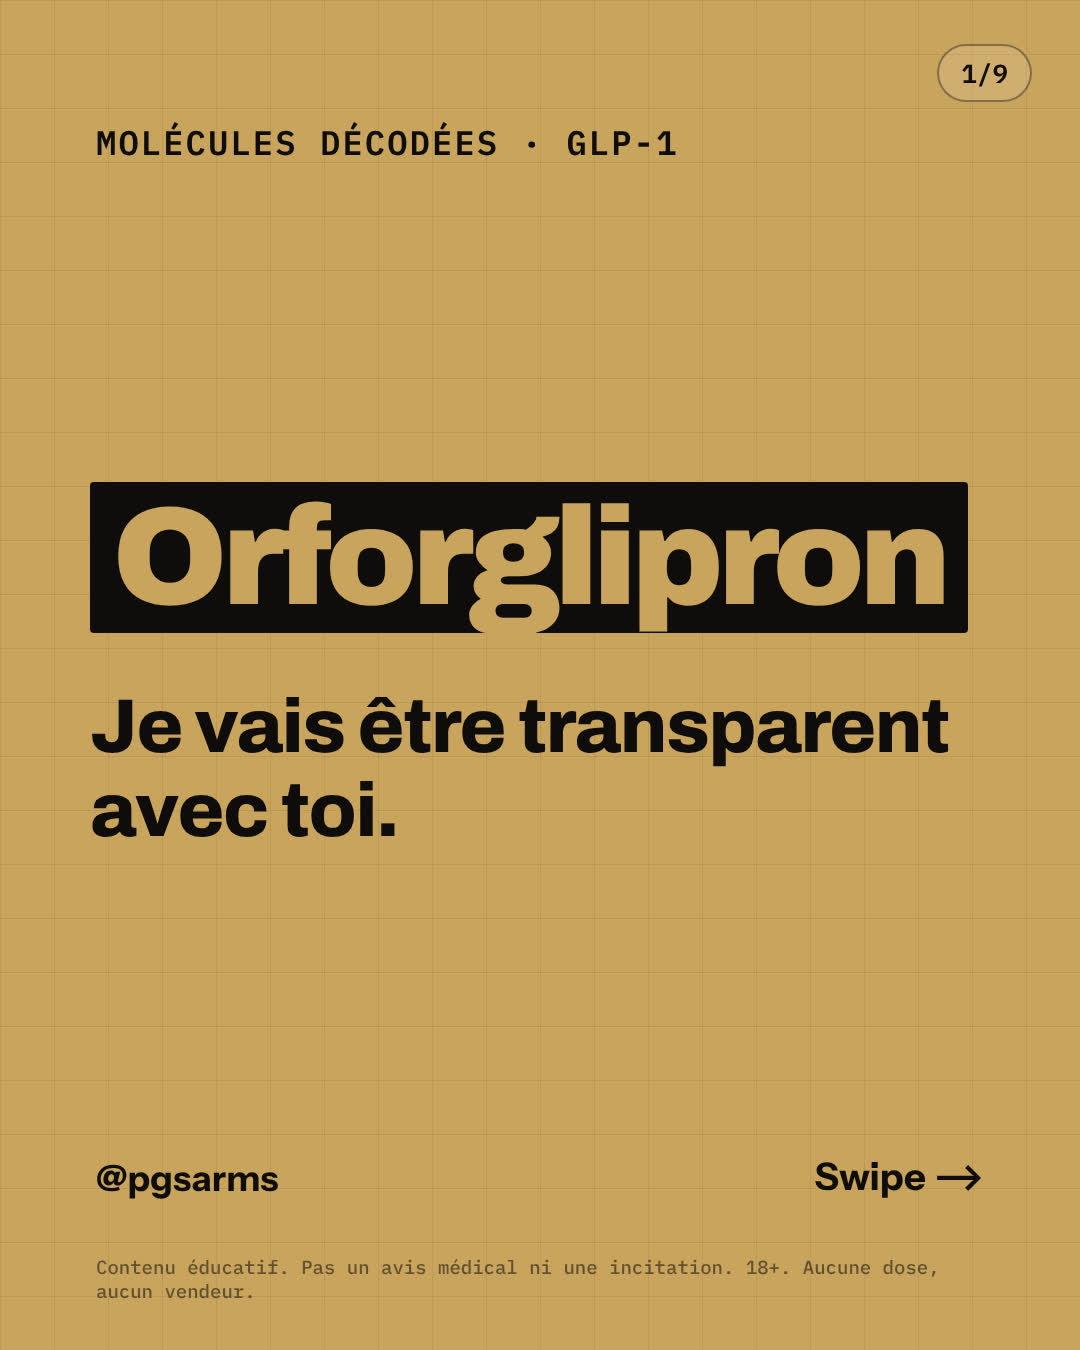 1/9
MOLÉCULES DÉCODÉES · GLP-1
Orforglipron
Je vais être transparent
avec toi.
@pgsarms
Swipe →
Contenu éducatif. Pas un avis médical ni une incitation. 18+. Aucune dose,
aucun vendeur.